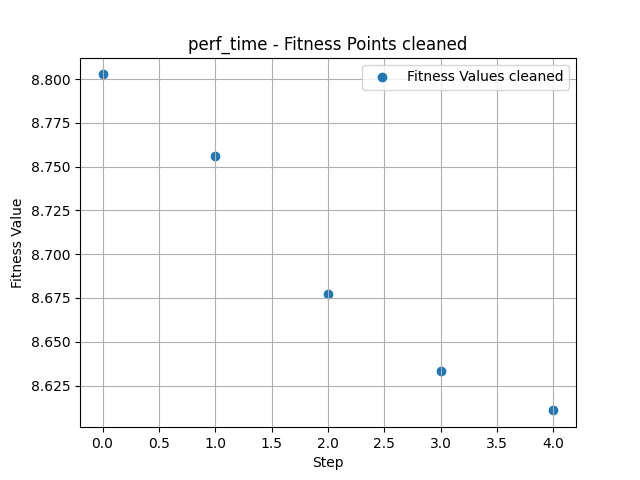 perf_time - Fitness Points cleaned
Fitness Values cleaned
8.800
8.775
8.750
8.725
8.700
8.675
8.650
8.625
Fitness Value
0.0 0.5 1.0 1.5 2.0 2.5 3.0 3.5 4.0
Step